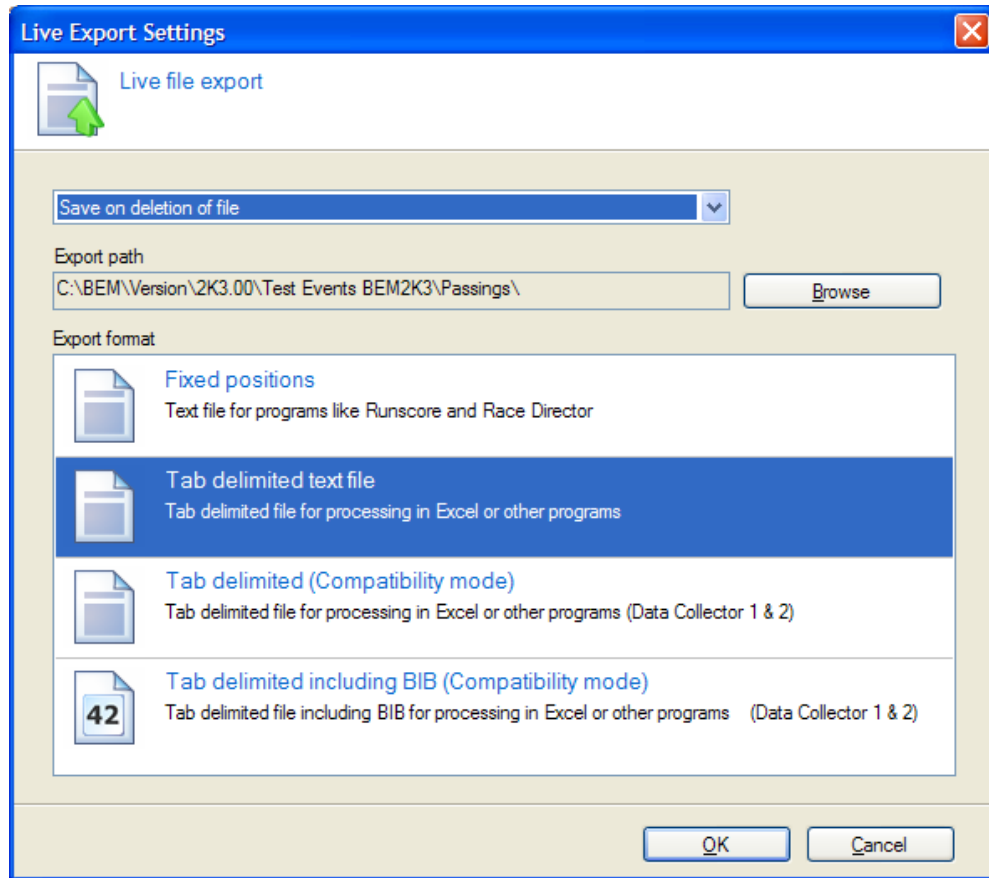 Live Export Settings
Live file export
Save on deletion of file
Export path
C:\BEM\Version\2K3.00\Test Events BEM2K3\Passings\
Browse
Export format
Fixed positions
Text file for programs like Runscore and Race Director
Tab delimited text file
Tab delimited file for processing in Excel or other programs
Tab delimited (Compatibility mode)
Tab delimited file for processing in Excel or other programs (Data Collector 1 & 2)
Tab delimited including BIB (Compatibility mode)
42
Tab delimited file including BIB for processing in Excel or other programs (Data Collector 1 & 2)
OK
Cancel